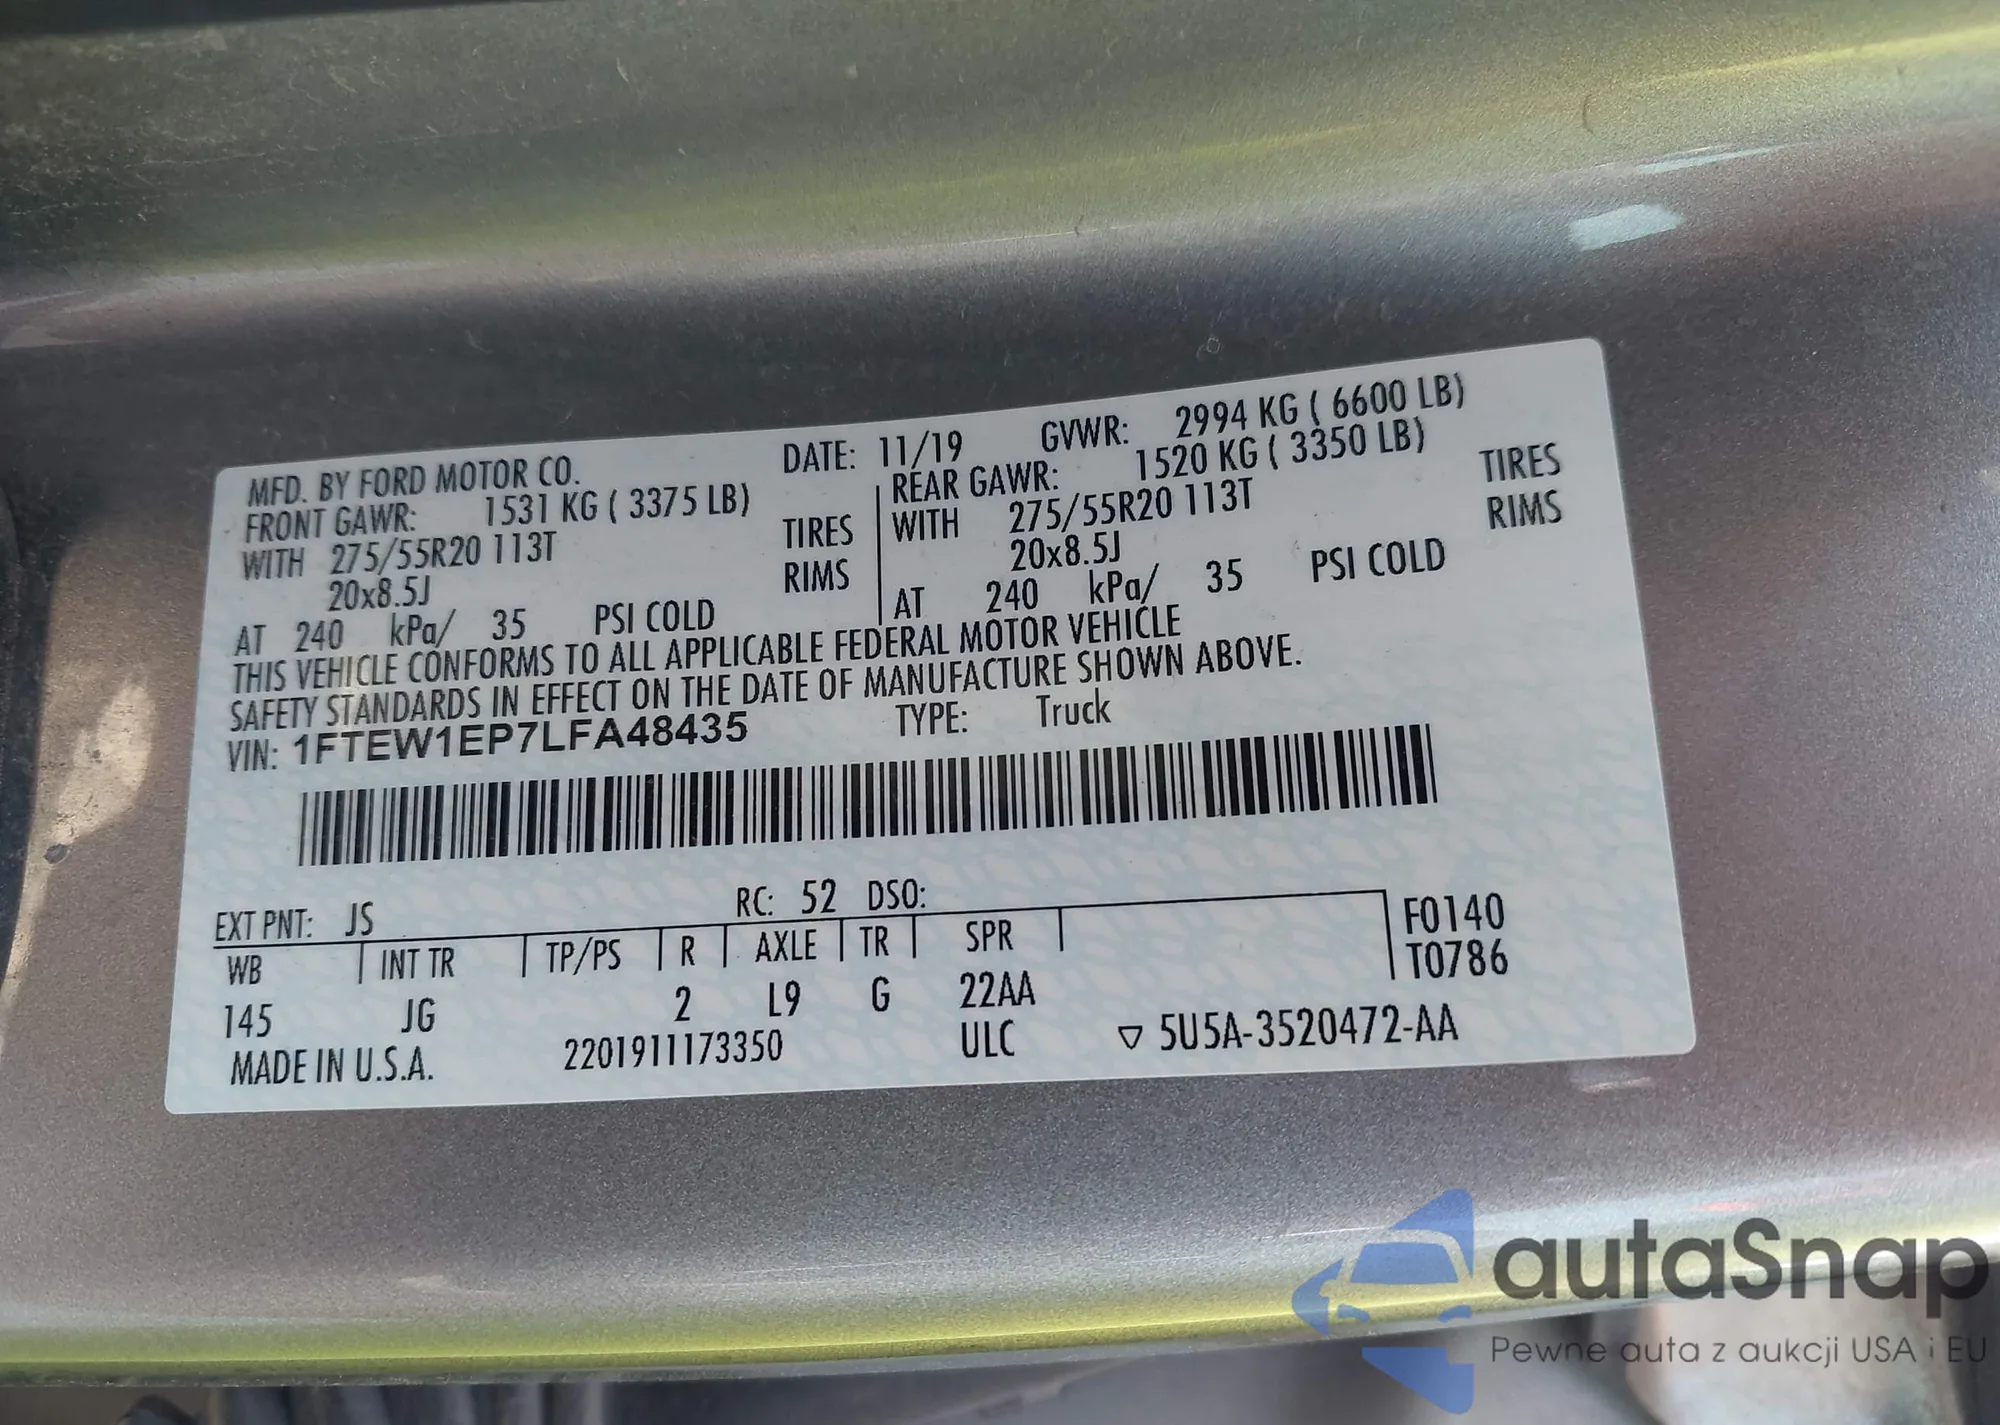 MFD. BY FORD MOTOR CO. DATE: 11/19 GVWR: 2994 KG ( 6600 LB)
FRONT GAWR: 1531 KG ( 3375 LB) REAR GAWR: 1520 KG ( 3350 LB)
WITH 275/55R20 113T TIRES WITH 275/55R20 113T TIRES
20x8.5J RIMS 20x8.5J RIMS
AT 240 kPa/ 35 PSI COLD AT 240 kPa/ 35 PSI COLD
THIS VEHICLE CONFORMS TO ALL APPLICABLE FEDERAL MOTOR VEHICLE
SAFETY STANDARDS IN EFFECT ON THE DATE OF MANUFACTURE SHOWN ABOVE.
VIN: 1FTEW1EP7LFA48435 TYPE: Truck
EXT PNT: JS RC: 52 DSO:
WB INT TR TP/PS R AXLE TR SPR F0140
145 JG 2 L9 G 22AA T0786
MADE IN U.S.A. 2201911173350 ULC ▽ 5U5A-3520472-AA
autaSnap
Pewne auta z aukcji USA i EU